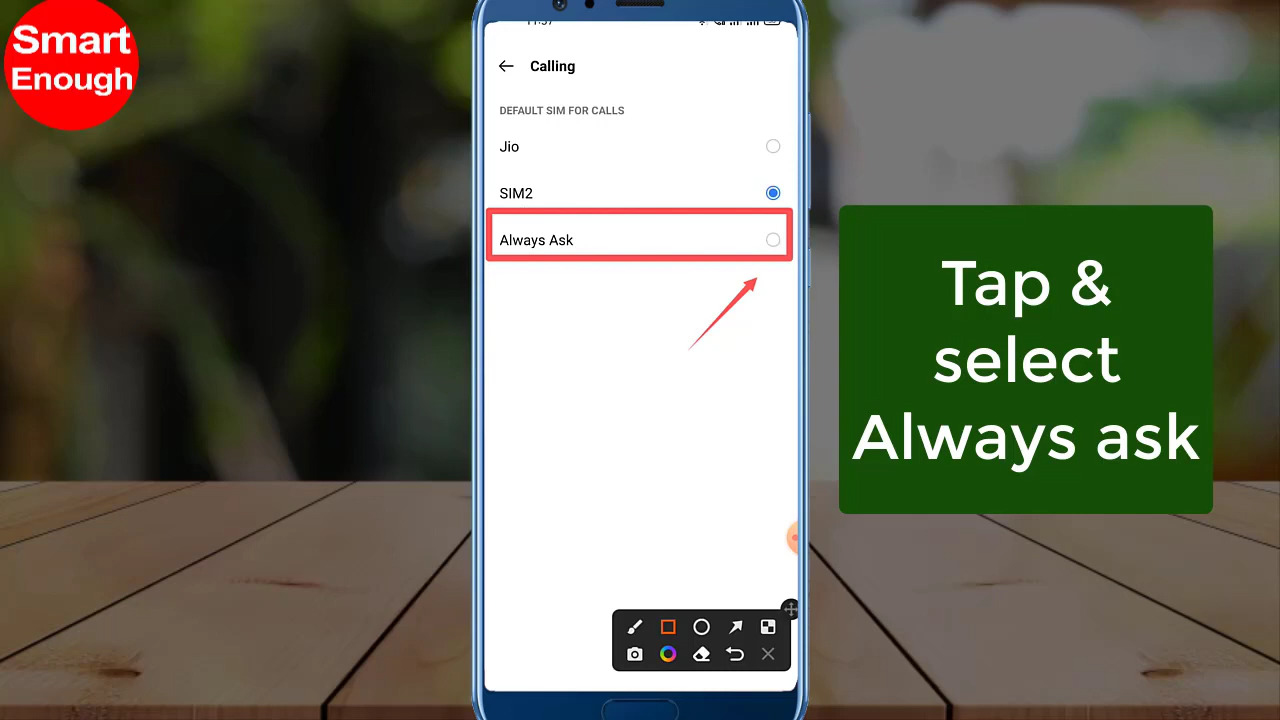 Smart
Enough
Calling
DEFAULT SIM FOR CALLS
Jio
SIM2
Always Ask
Tap &
select
Always ask